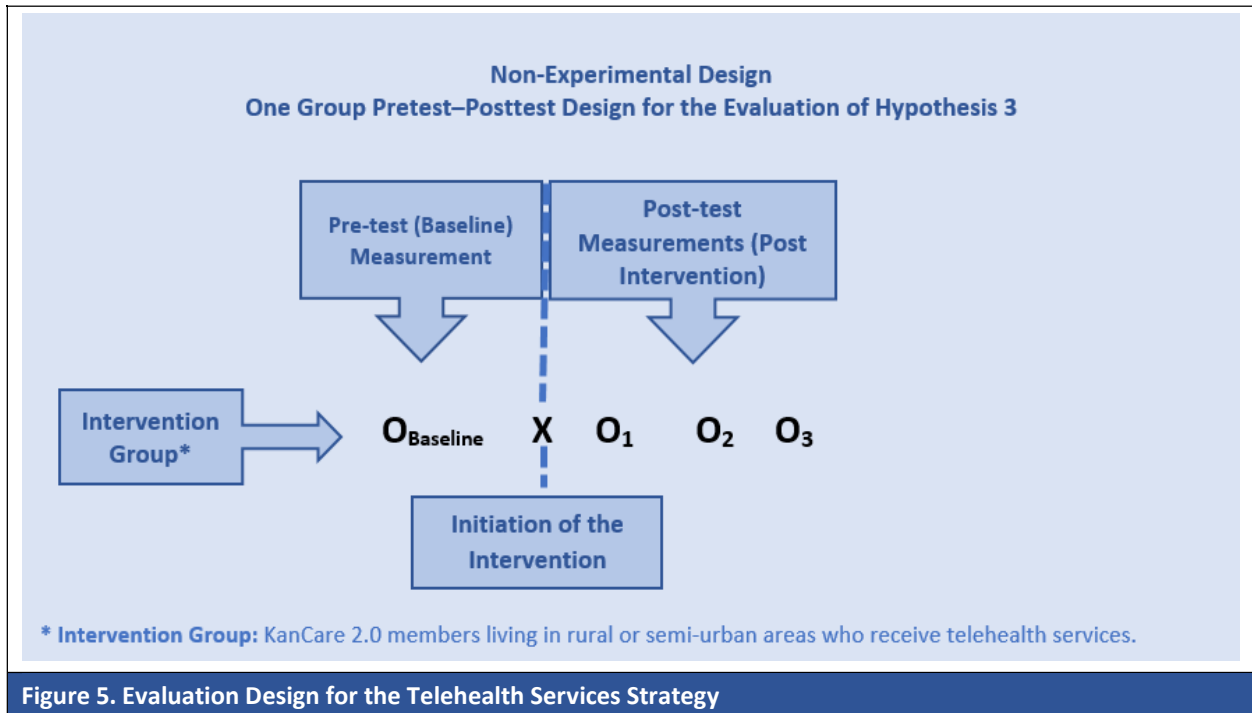 Non-Experimental Design
One Group Pretest–Posttest Design for the Evaluation of Hypothesis 3
Pre-test (Baseline)
Measurement
Post-test
Measurements (Post
Intervention)
Intervention
Group*
O_Baseline X O₁ O₂ O₃
Initiation of the
Intervention
* Intervention Group: KanCare 2.0 members living in rural or semi-urban areas who receive telehealth services.
Figure 5. Evaluation Design for the Telehealth Services Strategy